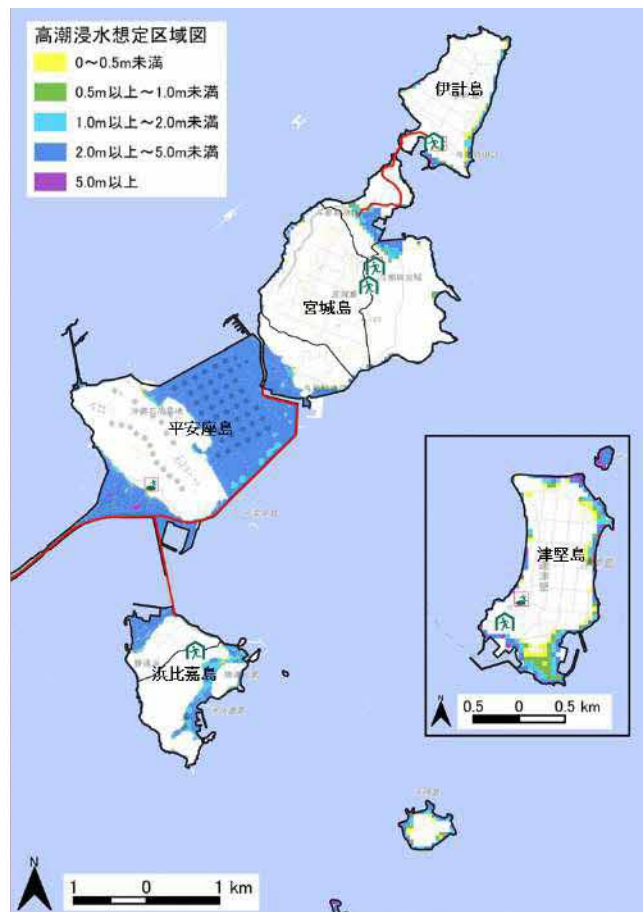 高潮浸水想定区域図
0～0.5m未満
0.5m以上～1.0m未満
1.0m以上～2.0m未満
2.0m以上～5.0m未満
5.0m以上
伊計島
宮城島
平安座島
浜比嘉島
津堅島
N
0.5 0 0.5 km
N
1 0 1 km